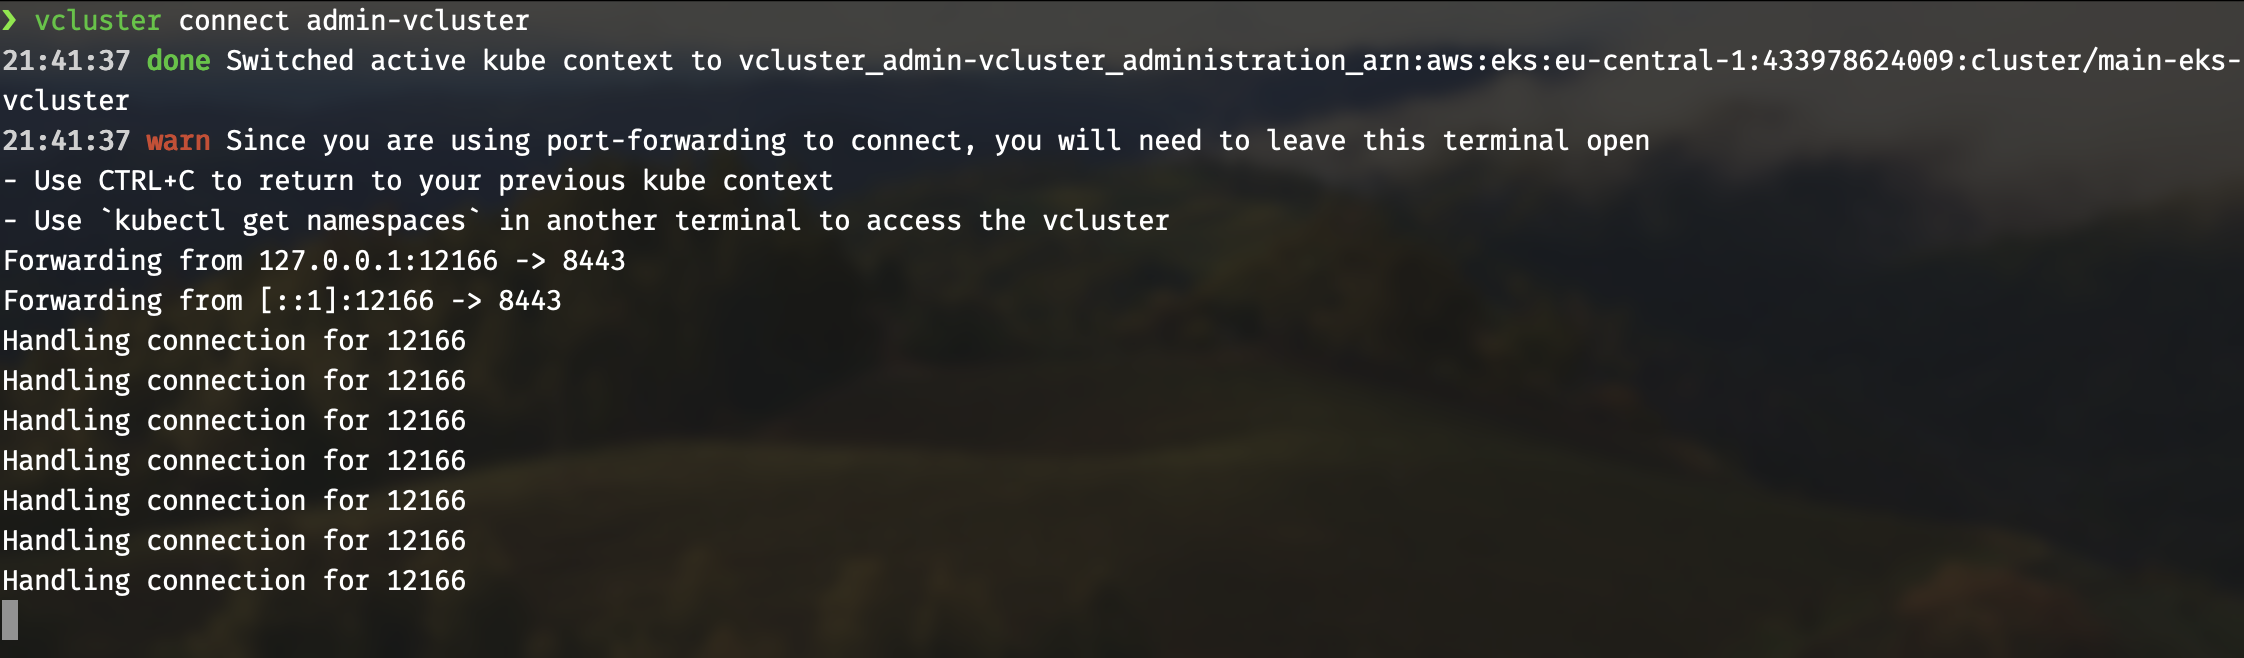 ❯ vcluster connect admin-vcluster
21:41:37 done Switched active kube context to vcluster_admin-vcluster_administration_arn:aws:eks:eu-central-1:433978624009:cluster/main-eks-
vcluster
21:41:37 warn Since you are using port-forwarding to connect, you will need to leave this terminal open
- Use CTRL+C to return to your previous kube context
- Use `kubectl get namespaces` in another terminal to access the vcluster
Forwarding from 127.0.0.1:12166 -> 8443
Forwarding from [::1]:12166 -> 8443
Handling connection for 12166
Handling connection for 12166
Handling connection for 12166
Handling connection for 12166
Handling connection for 12166
Handling connection for 12166
Handling connection for 12166